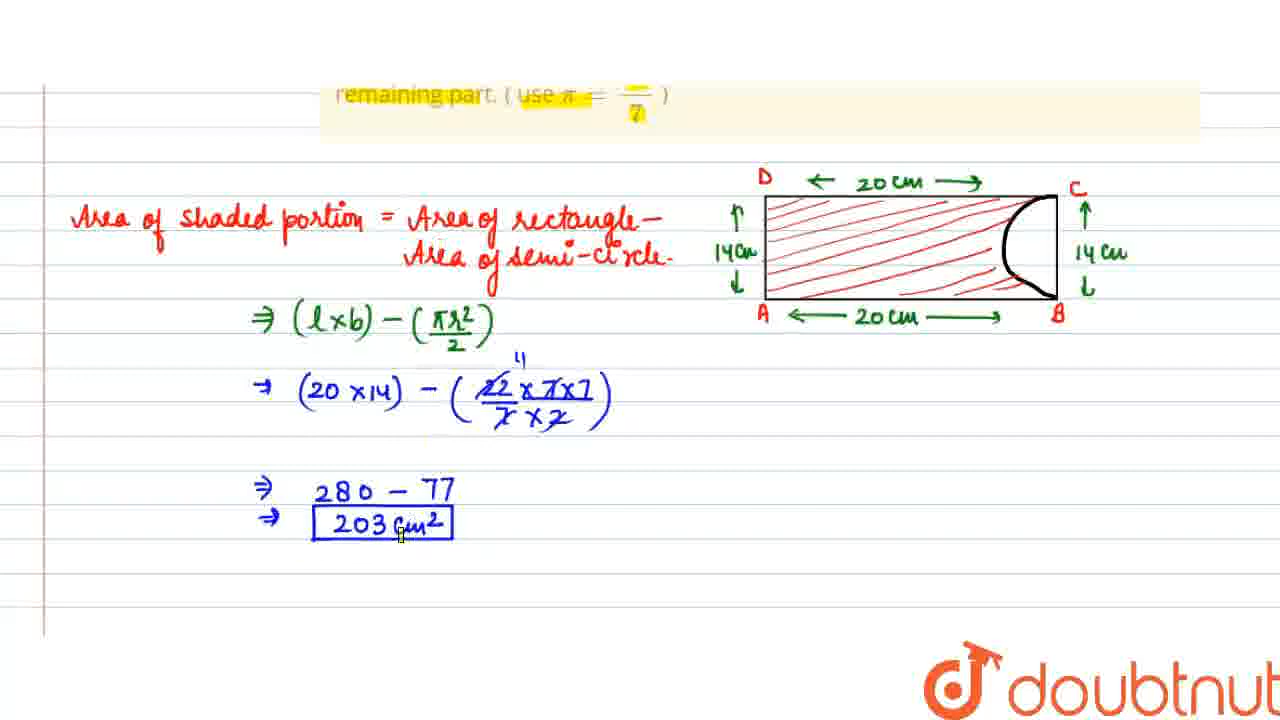 remaining part. ( use π = — )
7
D
← 20 cm →
C
Area of shaded portion = Area of rectangle –
Area of semi-circle.
↑
14 cm
↓
↑
14 cm
↓
A
← 20 cm →
B
⇒ (l × b) – (πr²/2)
11
→ (20 × 14) – (22 × 7 × 7 / 7 × 2)
⇒ 280 – 77
⇒ 203 cm²
doubtnut